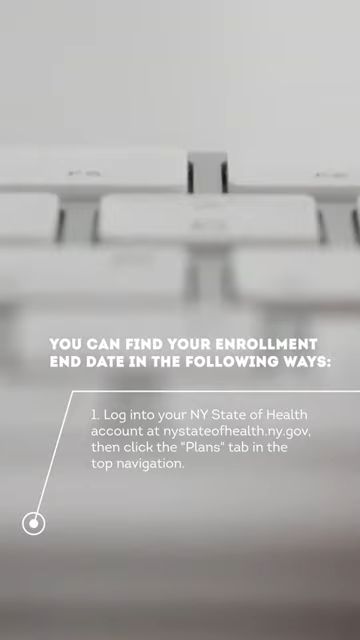 YOU CAN FIND YOUR ENROLLMENT
END DATE IN THE FOLLOWING WAYS:
1. Log into your NY State of Health
account at nystateofhealth.ny.gov,
then click the "Plans" tab in the
top navigation.